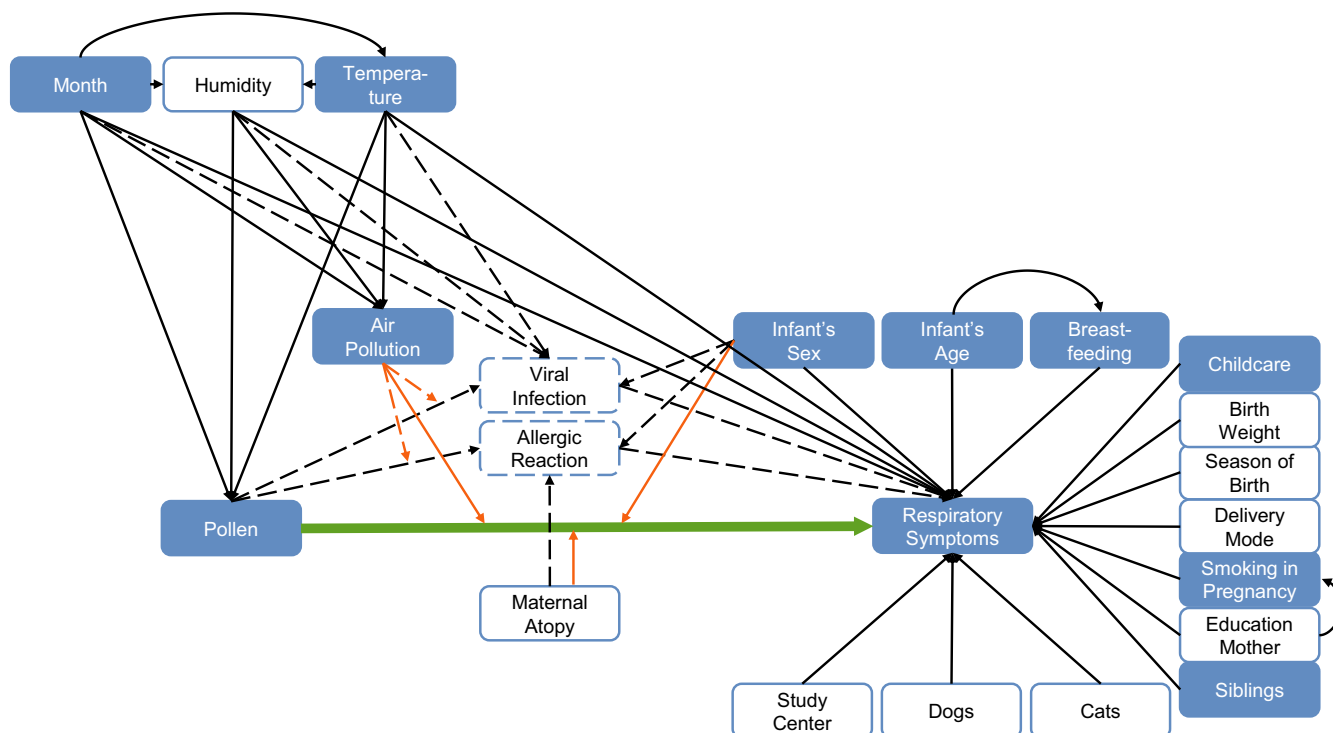 Month
Humidity
Tempera-
ture
Air
Pollution
Infant's
Sex
Infant's
Age
Breast-
feeding
Viral
Infection
Allergic
Reaction
Childcare
Birth
Weight
Season of
Birth
Pollen
Respiratory
Symptoms
Delivery
Mode
Smoking in
Pregnancy
Maternal
Atopy
Education
Mother
Study
Center
Dogs
Cats
Siblings